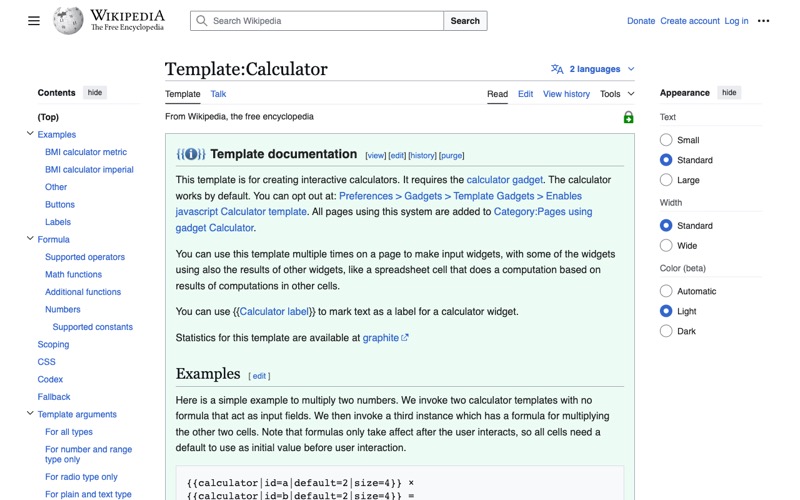 WIKIPEDIA
The Free Encyclopedia
Search Wikipedia
Search
Donate Create account Log in
Contents hide
(Top)
Examples
BMI calculator metric
BMI calculator imperial
Other
Buttons
Labels
Formula
Supported operators
Math functions
Additional functions
Numbers
Supported constants
Scoping
CSS
Codex
Fallback
Template arguments
For all types
For number and range
type only
For radio type only
For plain and text type
Template:Calculator
2 languages
Template Talk
Read Edit View history Tools
From Wikipedia, the free encyclopedia
Template documentation [view] [edit] [history] [purge]
This template is for creating interactive calculators. It requires the calculator gadget. The calculator
works by default. You can opt out at: Preferences > Gadgets > Template Gadgets > Enables
javascript Calculator template. All pages using this system are added to Category:Pages using
gadget Calculator.
You can use this template multiple times on a page to make input widgets, with some of the widgets
using also the results of other widgets, like a spreadsheet cell that does a computation based on
results of computations in other cells.
You can use {{Calculator label}} to mark text as a label for a calculator widget.
Statistics for this template are available at graphite
Examples [ edit ]
Here is a simple example to multiply two numbers. We invoke two calculator templates with no
formula that act as input fields. We then invoke a third instance which has a formula for multiplying
the other two cells. Note that formulas only take affect after the user interacts, so all cells need a
default to use as initial value before user interaction.
{{calculator|id=a|default=2|size=4}} ×
{{calculator|id=b|default=2|size=4}} =
Appearance hide
Text
Small
Standard
Large
Width
Standard
Wide
Color (beta)
Automatic
Light
Dark